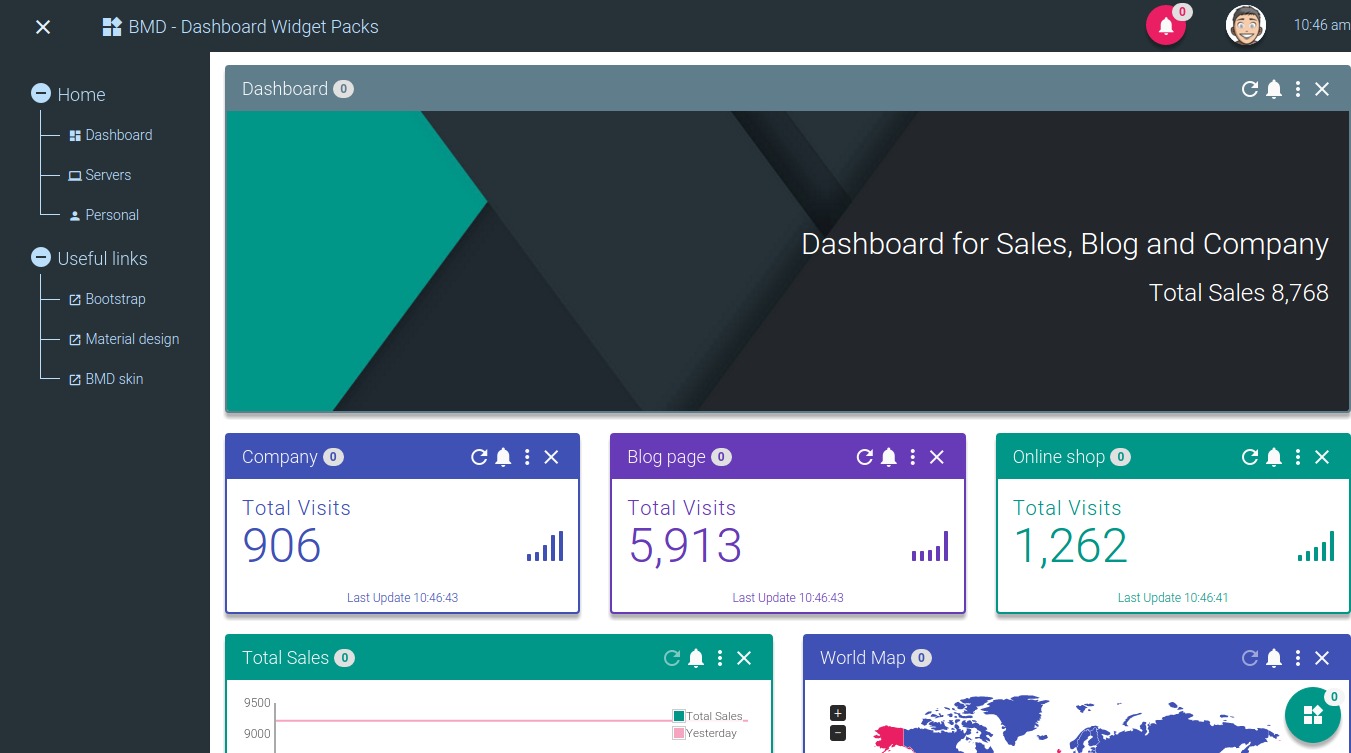 BMD - Dashboard Widget Packs
0
10:46 am
Home
Dashboard
Servers
Personal
Useful links
Bootstrap
Material design
BMD skin
Dashboard 0
Dashboard for Sales, Blog and Company
Total Sales 8,768
Company 0
Total Visits
906
Last Update 10:46:43
Blog page 0
Total Visits
5,913
Last Update 10:46:43
Online shop 0
Total Visits
1,262
Last Update 10:46:41
Total Sales 0
9500
9000
Total Sales
Yesterday
World Map 0
+
−
0